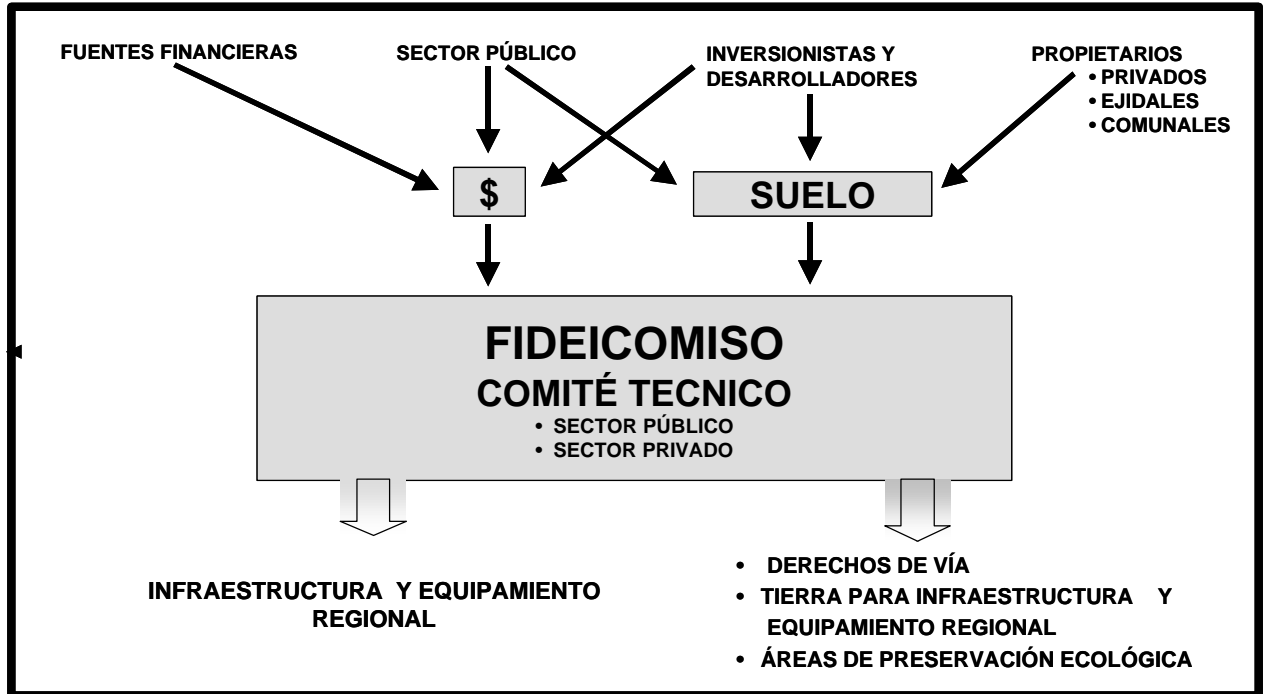 FUENTES FINANCIERAS
SECTOR PÚBLICO
INVERSIONISTAS Y
DESARROLLADORES
PROPIETARIOS
• PRIVADOS
• EJIDALES
• COMUNALES
$
SUELO
FIDEICOMISO
COMITÉ TECNICO
• SECTOR PÚBLICO
• SECTOR PRIVADO
INFRAESTRUCTURA Y EQUIPAMIENTO
REGIONAL
• DERECHOS DE VÍA
• TIERRA PARA INFRAESTRUCTURA Y
EQUIPAMIENTO REGIONAL
• ÁREAS DE PRESERVACIÓN ECOLÓGICA